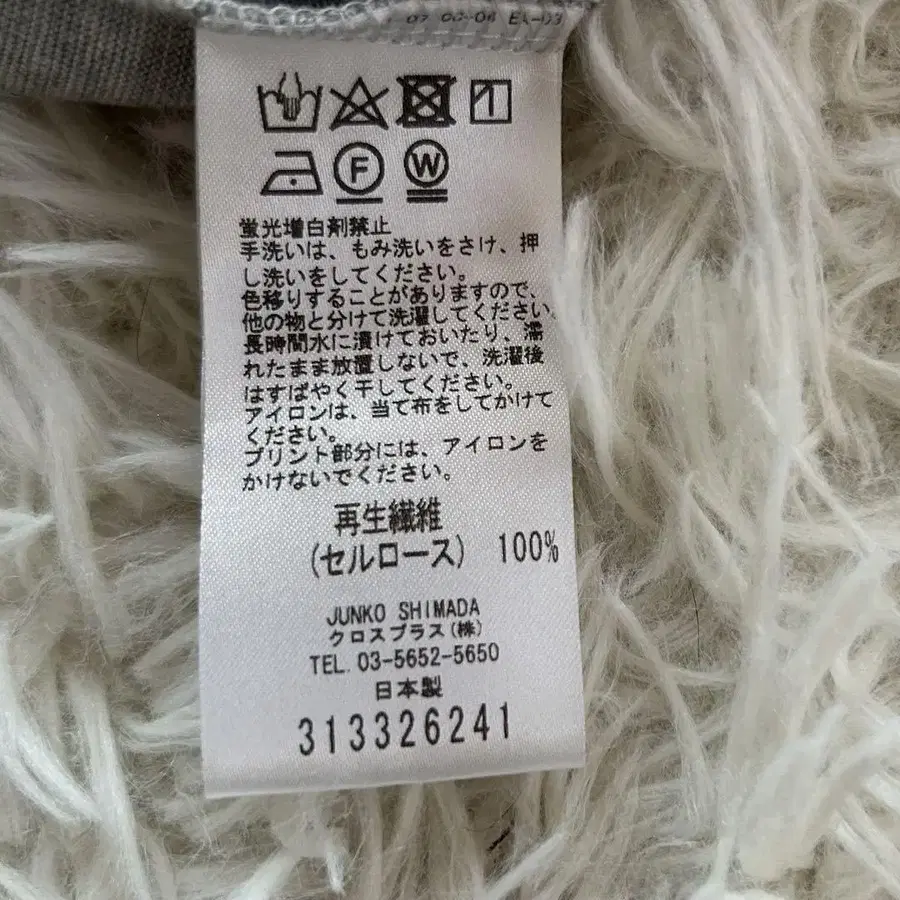 F W
蛍光増白剤禁止
手洗いは、もみ洗いをさけ、押
し洗いをしてください。
色移りすることがありますので、
他の物と分けて洗濯してください。
長時間水に漬けておいたり、濡
れたまま放置しないで、洗濯後
はすばやく干してください。
アイロンは、当て布をしてかけて
ください。
プリント部分には、アイロンを
かけないでください。
再生繊維
(セルロース) 100%
JUNKO SHIMADA
クロスプラス(株)
TEL. 03-5652-5650
日本製
313326241